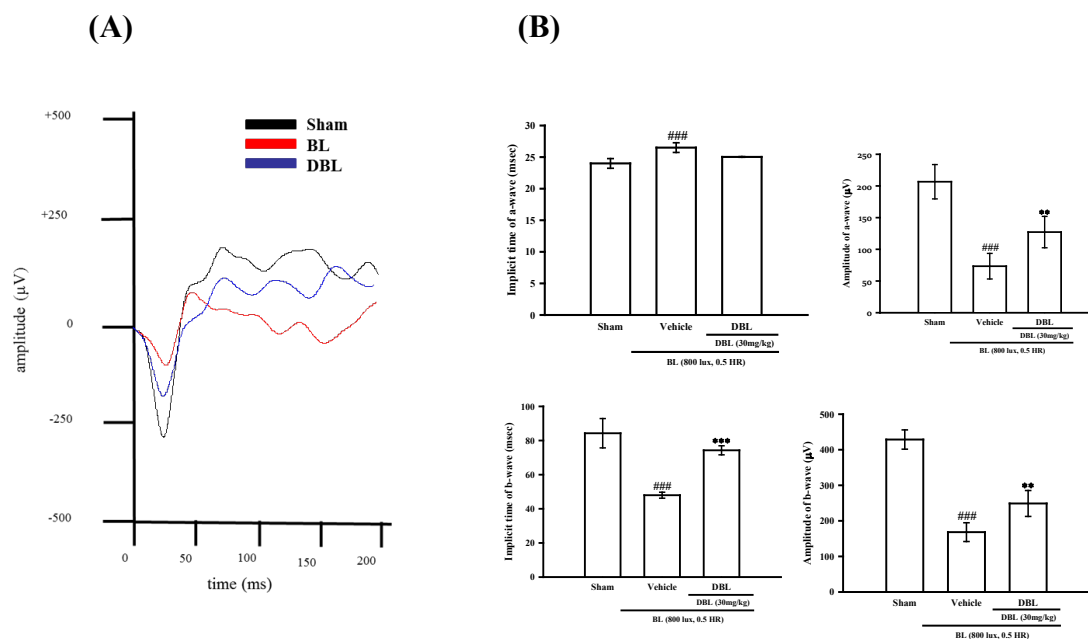 (A)
(B)
+500
+250
0
-250
-500
amplitude (µV)
Sham
BL
DBL
0
50
100
150
200
time (ms)
Implicit time of a-wave (msec)
30
25
20
15
10
5
0
###
Sham
Vehicle
DBL
DBL (30mg/kg)
BL (800 lux, 0.5 HR)
Amplitude of a-wave (µV)
250
200
150
100
50
0
###
**
Sham
Vehicle
DBL
DBL (30mg/kg)
BL (800 lux, 0.5 HR)
Implicit time of b-wave (msec)
100
80
60
40
20
0
###
***
Sham
Vehicle
DBL
DBL (30mg/kg)
BL (800 lux, 0.5 HR)
Amplitude of b-wave (µV)
500
400
300
200
100
0
###
**
Sham
Vehicle
DBL
DBL (30mg/kg)
BL (800 lux, 0.5 HR)